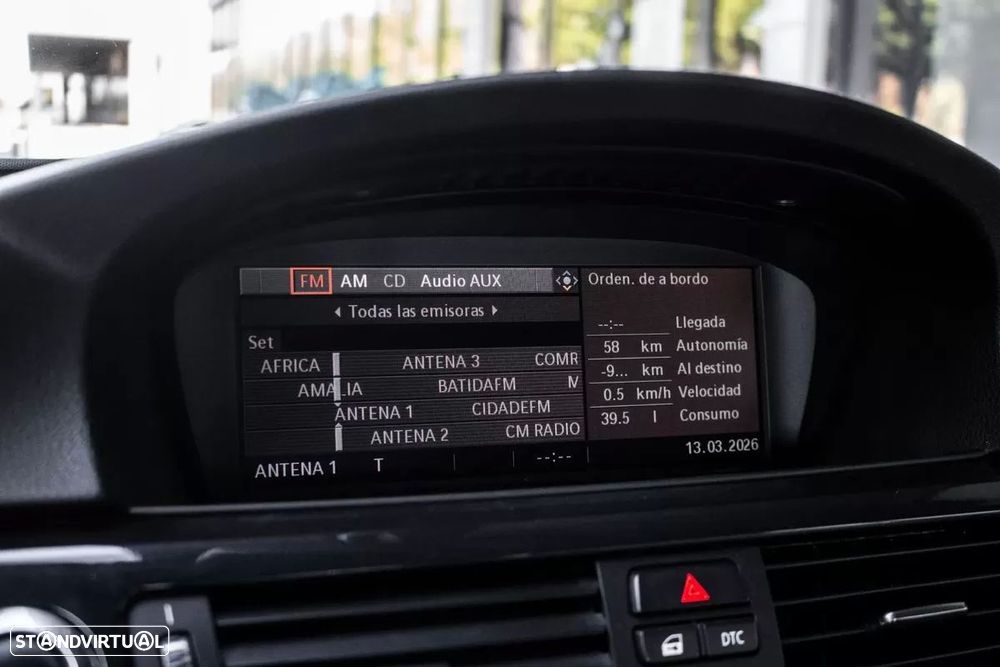 FM AM CD Audio AUX
Todas las emisoras
Set
AFRICA ANTENA 3 COMR
AMALIA BATIDAFM IV
ANTENA 1 CIDADEFM
ANTENA 2 CM RADIO
ANTENA 1 T --:--
Orden. de a bordo
--:-- Llegada
58 km Autonomía
-9... km Al destino
0.5 km/h Velocidad
39.5 l Consumo
13.03.2026
DTC
STANDVIRTUAL